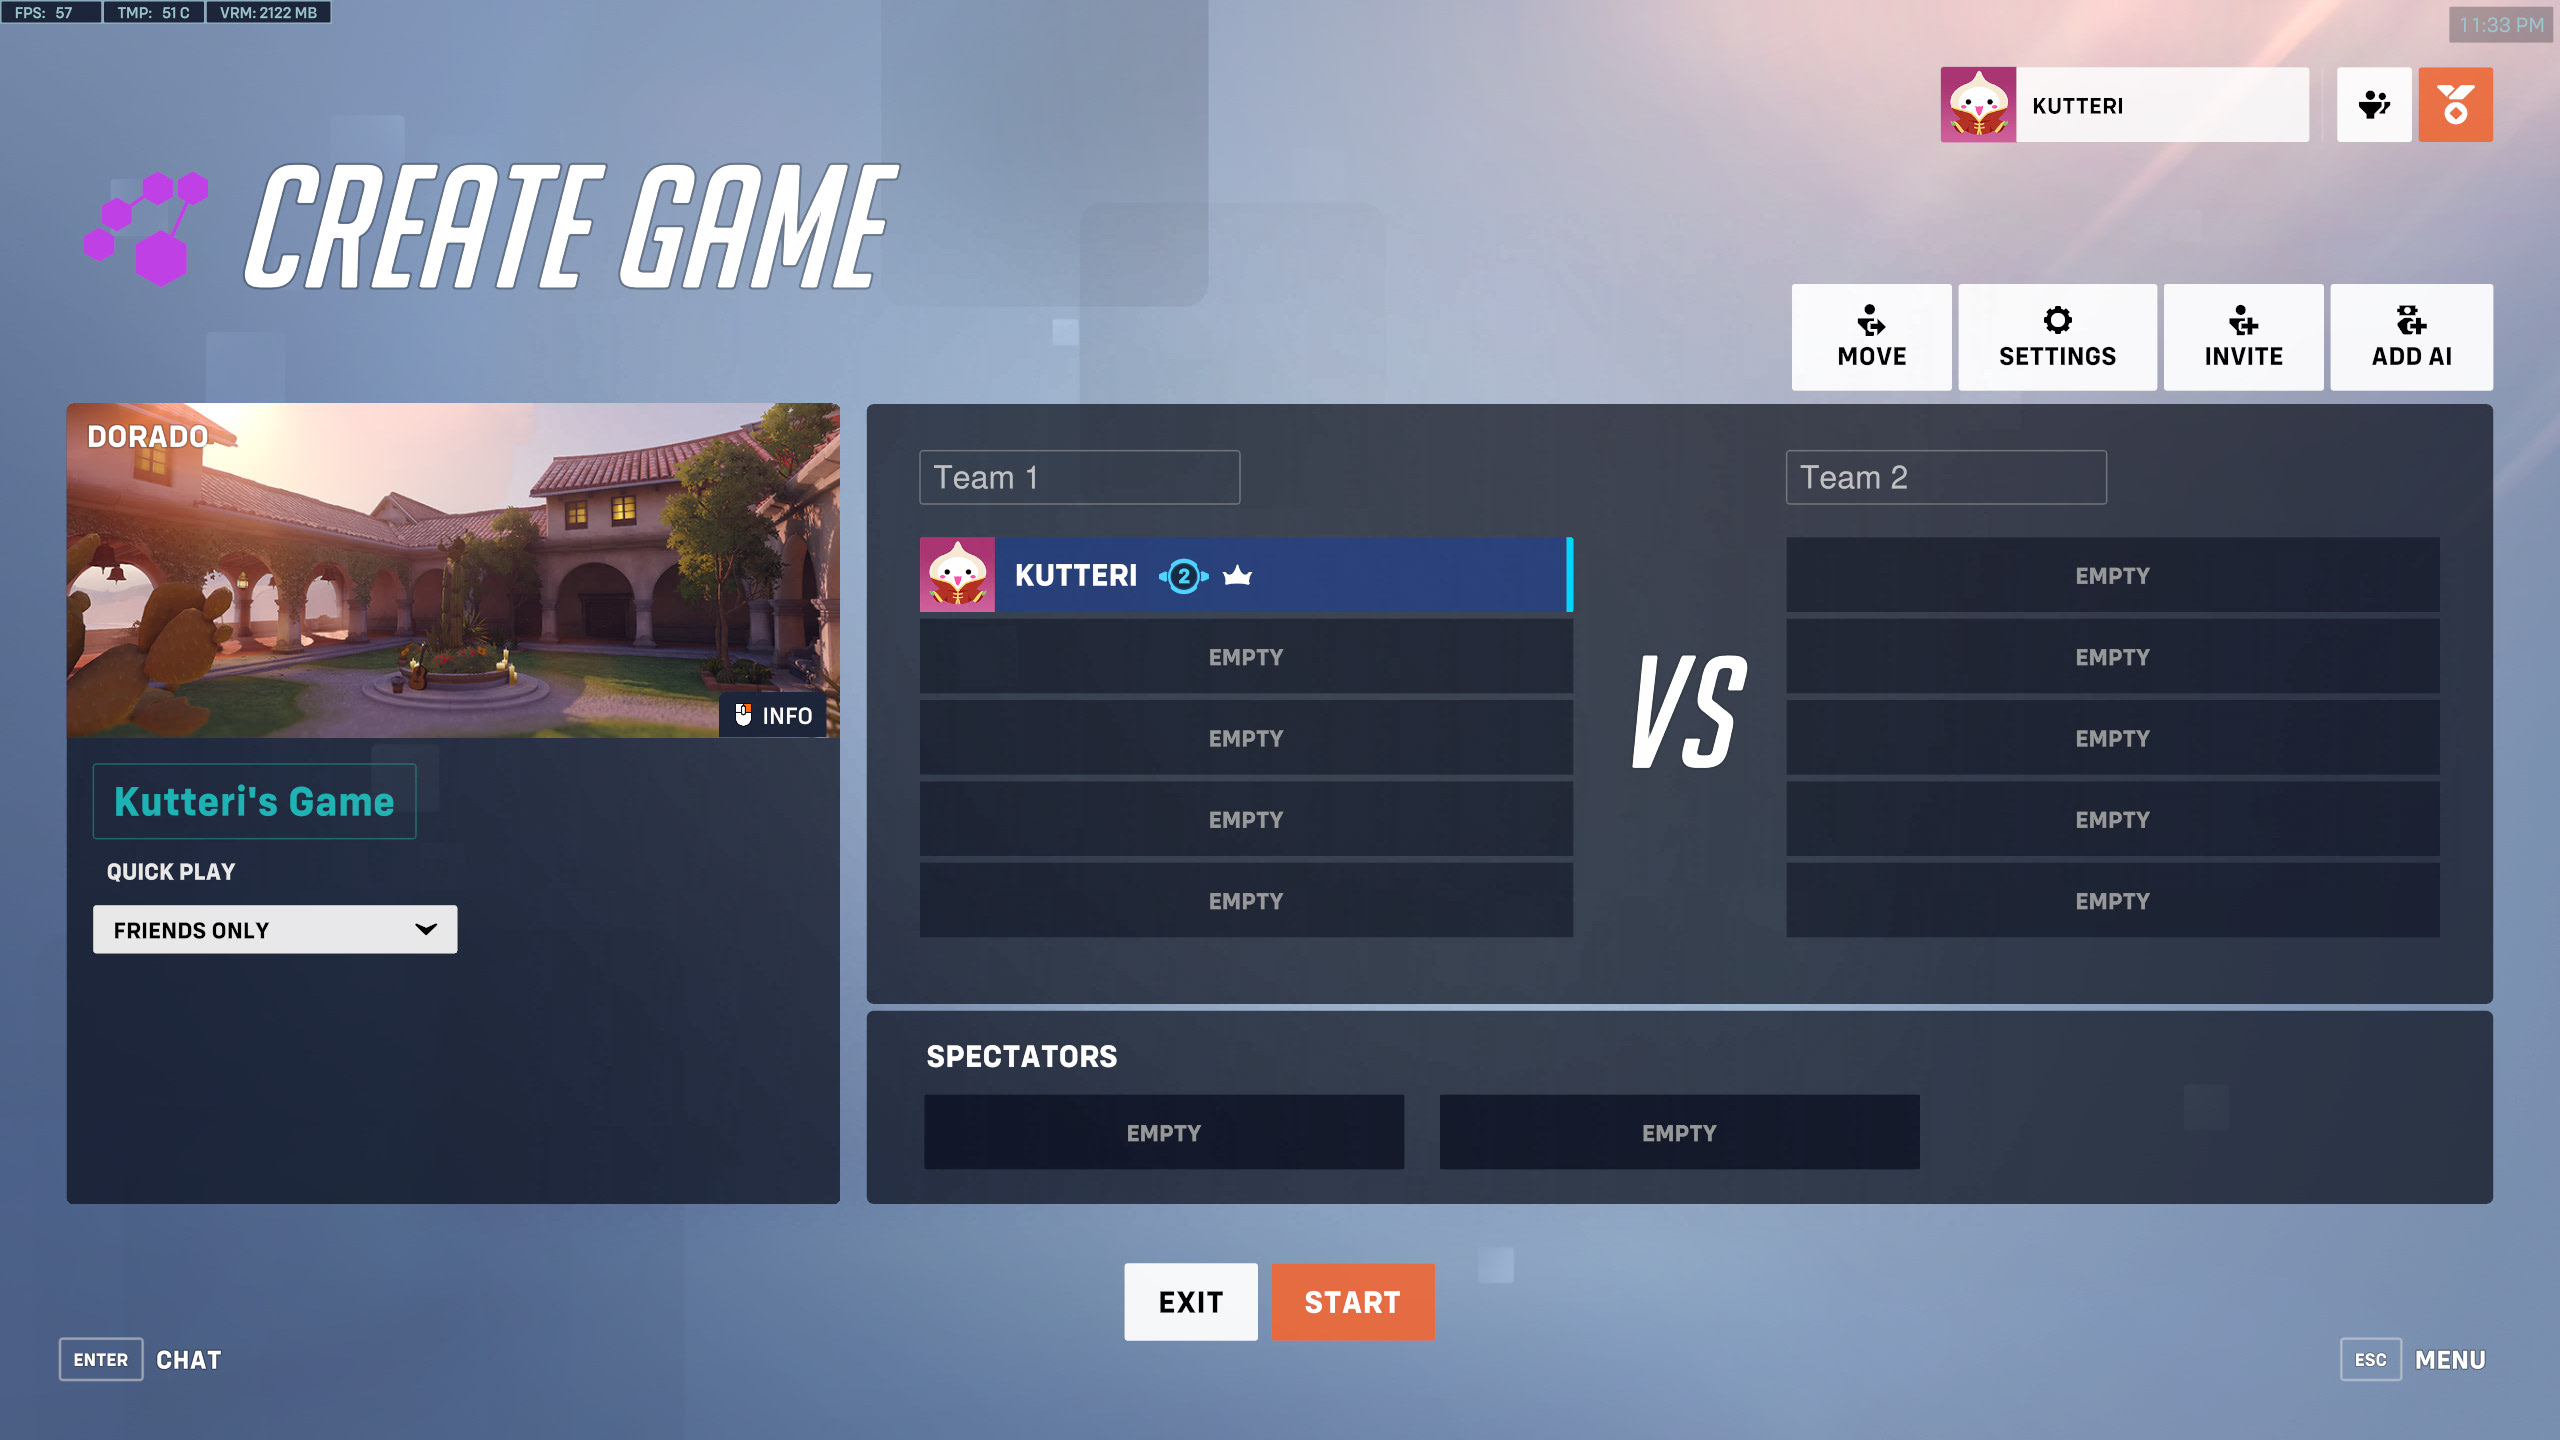 FPS: 57 TMP: 51 C VRM: 2122 MB
11:33 PM
KUTTERI
CREATE GAME
MOVE SETTINGS INVITE ADD AI
DORADO
INFO
Kutteri's Game
QUICK PLAY
FRIENDS ONLY
Team 1
KUTTERI 2
EMPTY
EMPTY
EMPTY
EMPTY
VS
Team 2
EMPTY
EMPTY
EMPTY
EMPTY
EMPTY
SPECTATORS
EMPTY EMPTY
EXIT START
ENTER CHAT
ESC MENU